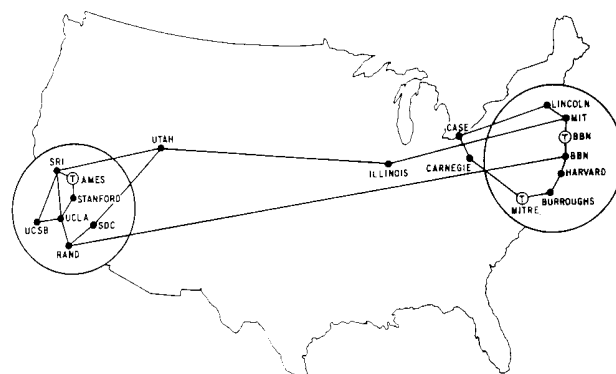 LINCOLN
MIT
CASE
T BBN
UTAH
BBN
SRI
CARNEGIE
ILLINOIS
HARVARD
T AMES
STANFORD
T
MITRE
BURROUGHS
UCSB
UCLA
SDC
RAND